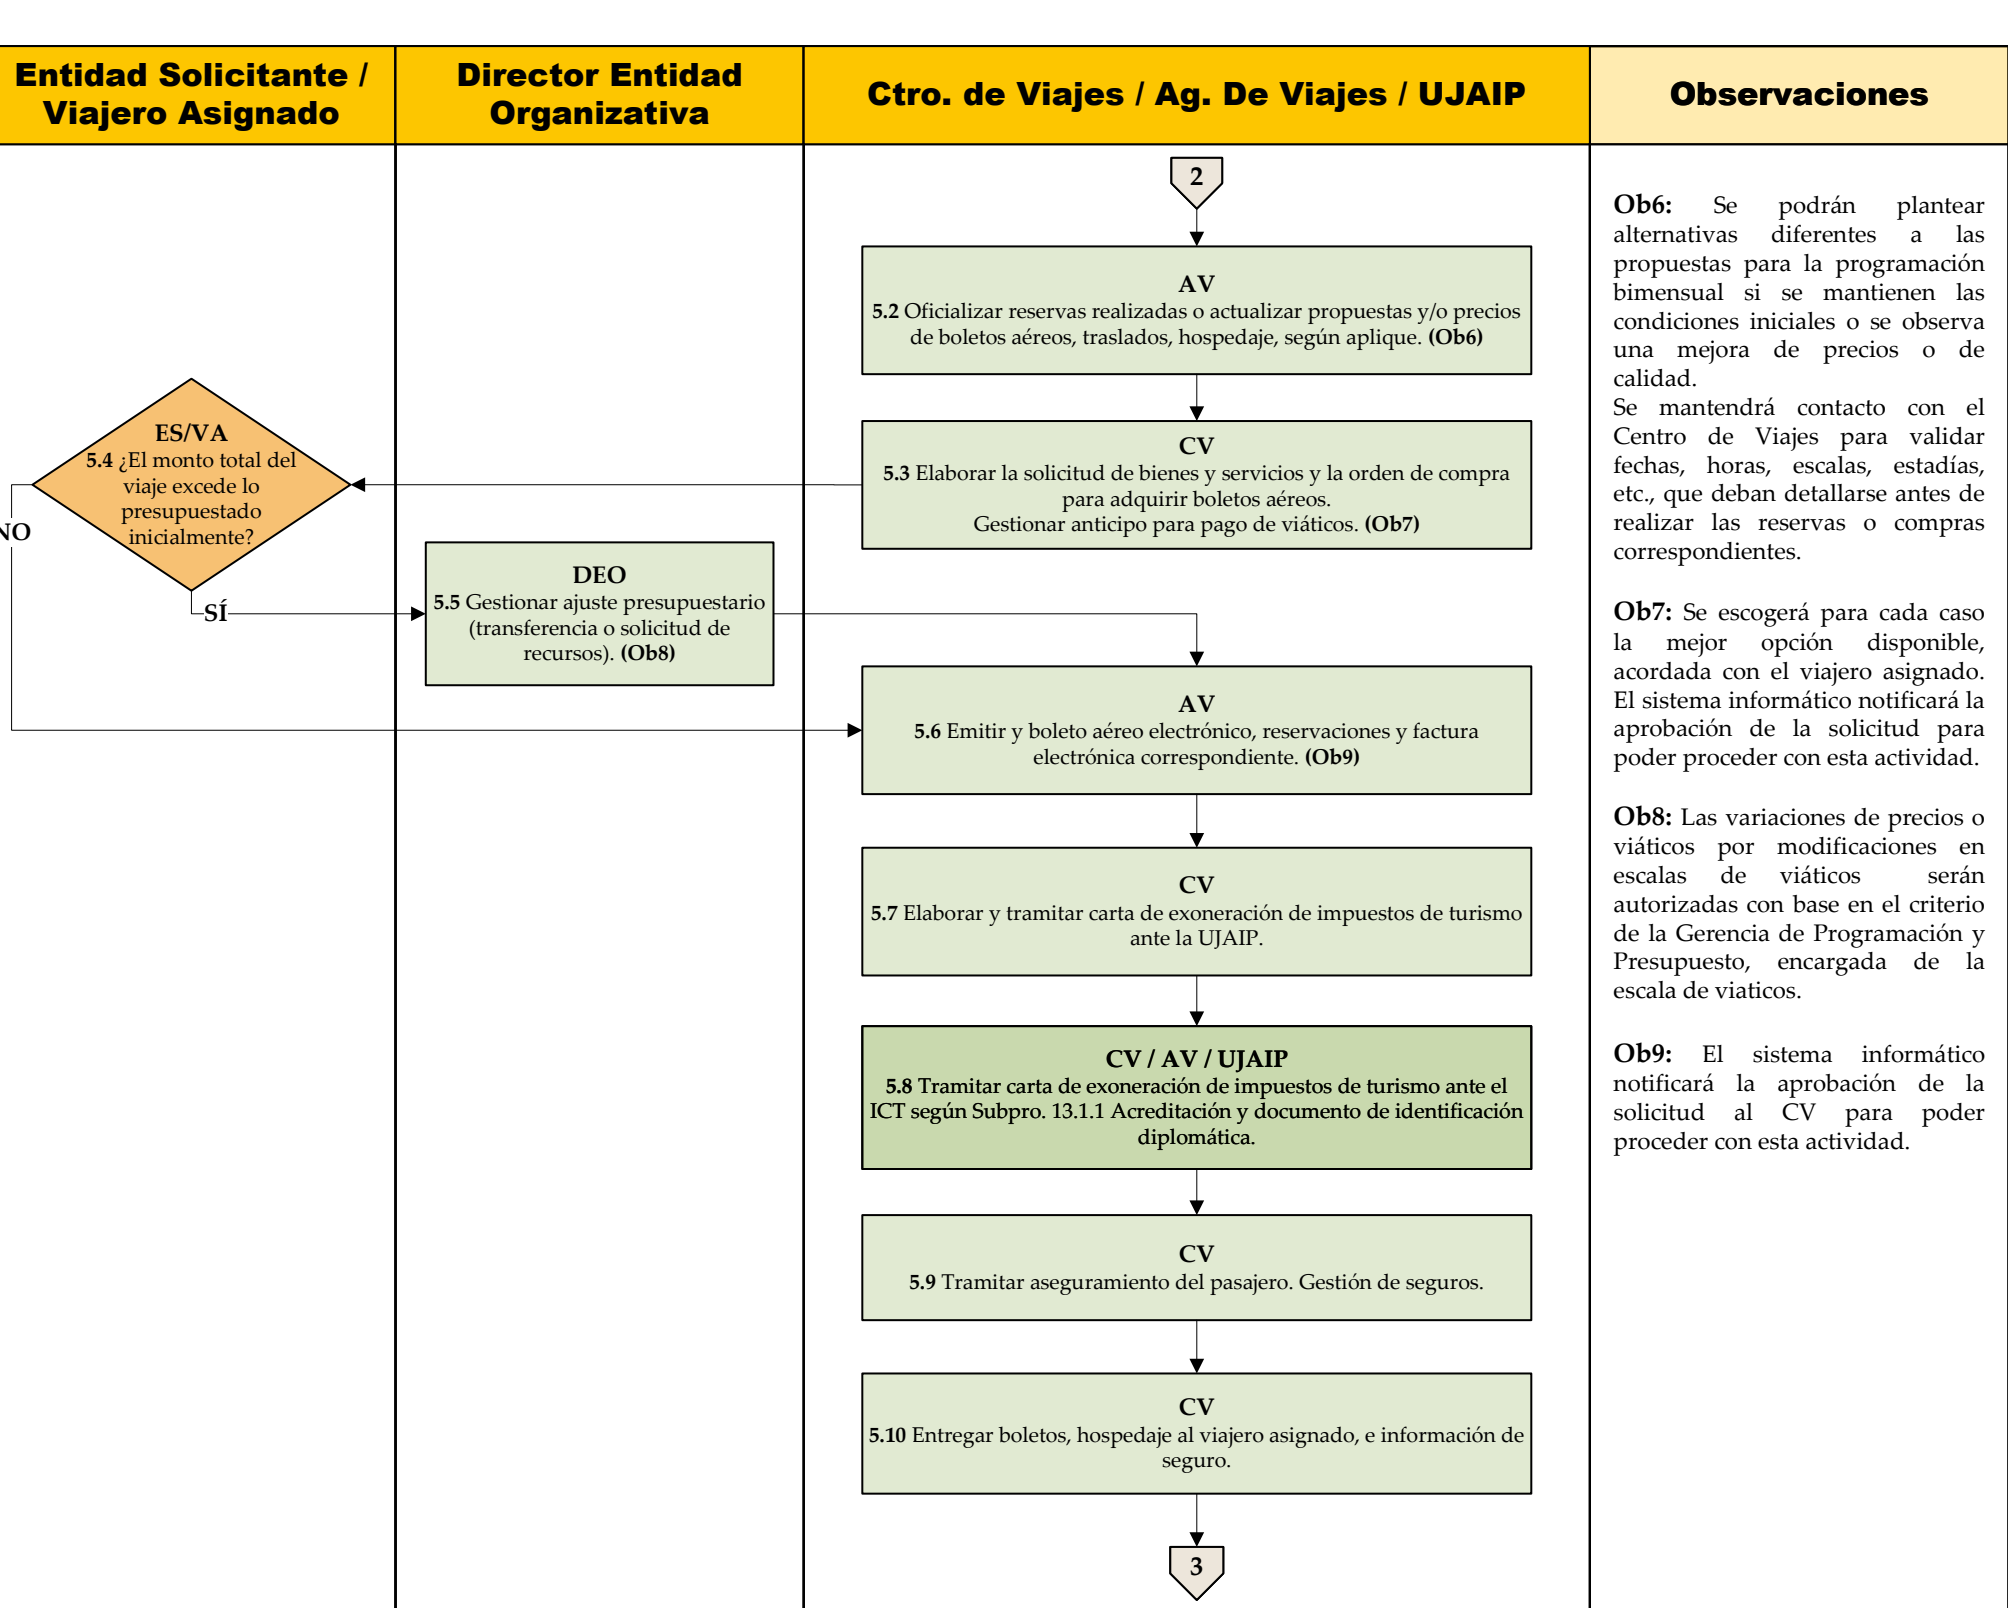 Entidad Solicitante /
Viajero Asignado
Director Entidad
Organizativa
Ctro. de Viajes / Ag. De Viajes / UJAIP
Observaciones
2
AV
5.2 Oficializar reservas realizadas o actualizar propuestas y/o precios
de boletos aéreos, traslados, hospedaje, según aplique. (Ob6)
CV
5.3 Elaborar la solicitud de bienes y servicios y la orden de compra
para adquirir boletos aéreos.
Gestionar anticipo para pago de viáticos. (Ob7)
ES/VA
5.4 ¿El monto total del
viaje excede lo
presupuestado
inicialmente?
NO
SÍ
DEO
5.5 Gestionar ajuste presupuestario
(transferencia o solicitud de
recursos). (Ob8)
AV
5.6 Emitir y boleto aéreo electrónico, reservaciones y factura
electrónica correspondiente. (Ob9)
CV
5.7 Elaborar y tramitar carta de exoneración de impuestos de turismo
ante la UJAIP.
CV / AV / UJAIP
5.8 Tramitar carta de exoneración de impuestos de turismo ante el
ICT según Subpro. 13.1.1 Acreditación y documento de identificación
diplomática.
CV
5.9 Tramitar aseguramiento del pasajero. Gestión de seguros.
CV
5.10 Entregar boletos, hospedaje al viajero asignado, e información de
seguro.
3
Ob6: Se podrán plantear
alternativas diferentes a las
propuestas para la programación
bimensual si se mantienen las
condiciones iniciales o se observa
una mejora de precios o de
calidad.
Se mantendrá contacto con el
Centro de Viajes para validar
fechas, horas, escalas, estadías,
etc., que deban detallarse antes de
realizar las reservas o compras
correspondientes.
Ob7: Se escogerá para cada caso
la mejor opción disponible,
acordada con el viajero asignado.
El sistema informático notificará la
aprobación de la solicitud para
poder proceder con esta actividad.
Ob8: Las variaciones de precios o
viáticos por modificaciones en
escalas de viáticos serán
autorizadas con base en el criterio
de la Gerencia de Programación y
Presupuesto, encargada de la
escala de viaticos.
Ob9: El sistema informático
notificará la aprobación de la
solicitud al CV para poder
proceder con esta actividad.